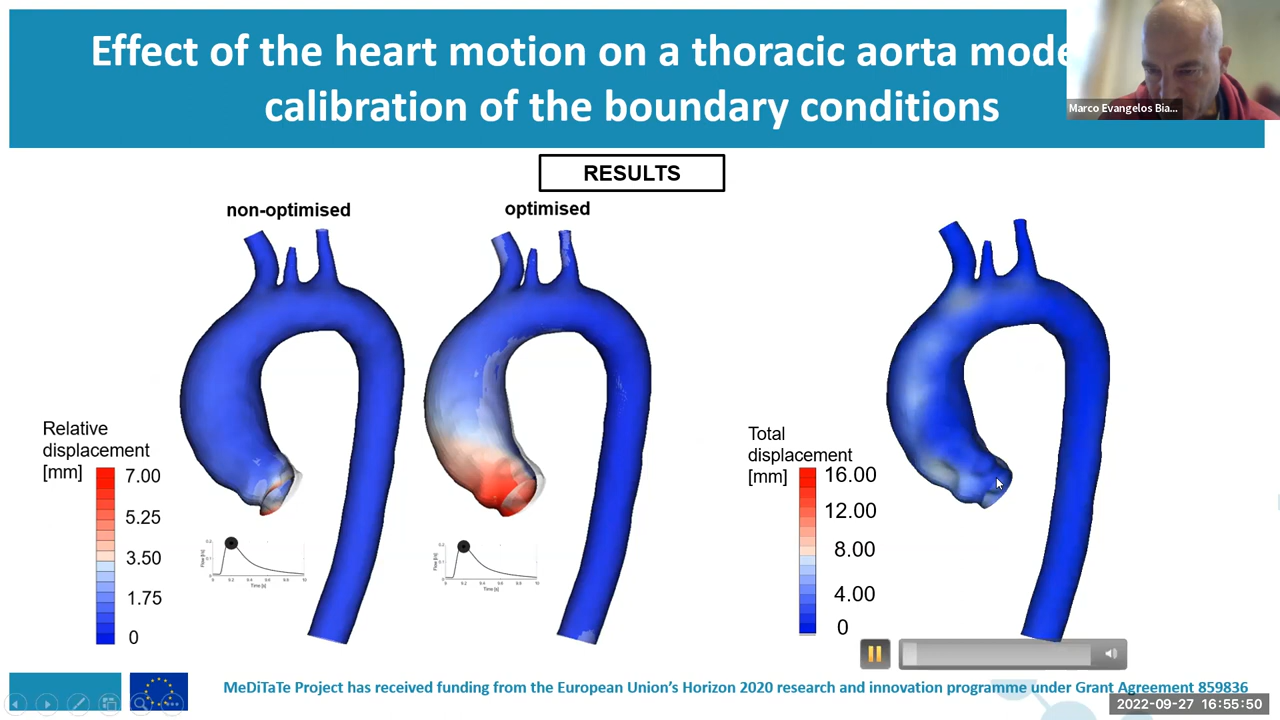 Effect of the heart motion on a thoracic aorta mode
calibration of the boundary conditions
Marco Evangelos Bia...
RESULTS
non-optimised
optimised
Relative
displacement
[mm]
7.00
5.25
3.50
1.75
0
Total
displacement
[mm]
16.00
12.00
8.00
4.00
0
Time [s]
Time [s]
MeDiTaTe Project has received funding from the European Union's Horizon 2020 research and innovation programme under Grant Agreement 859836
2022-09-27 16:55:50